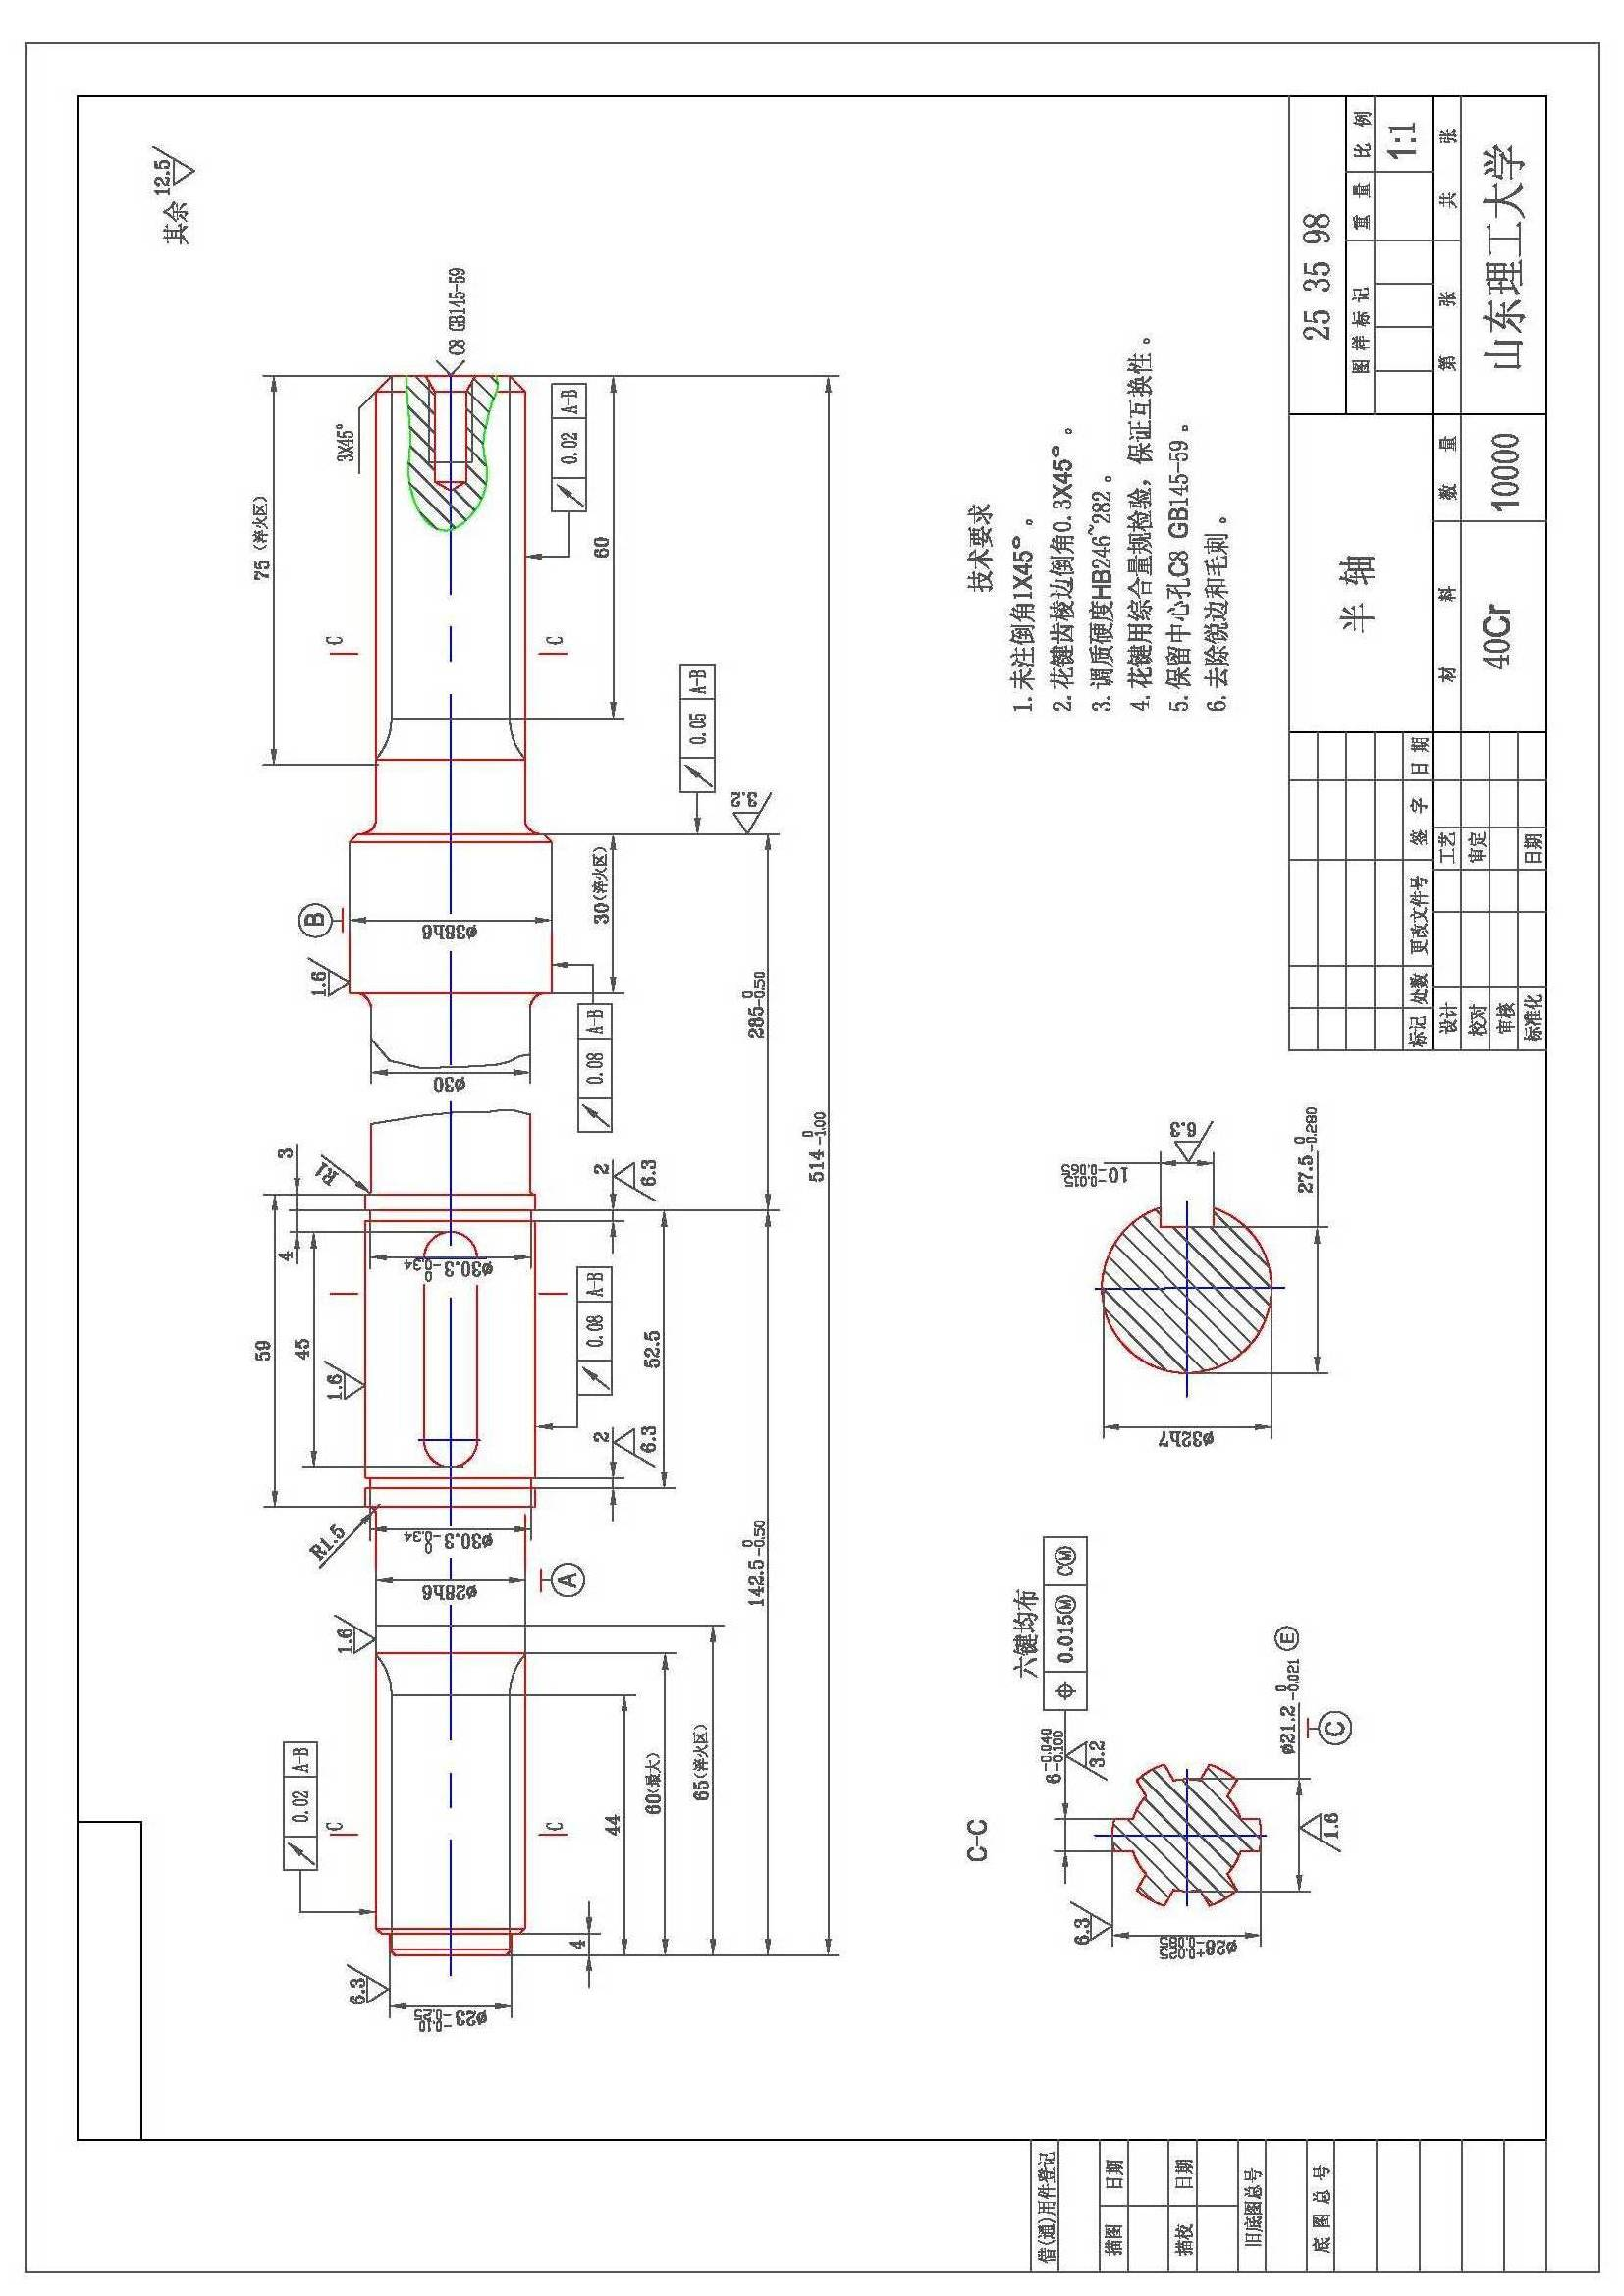 其余 12.5
75 (淬火区)
3X45°
C8 GB145-59
0.02 A-B
60
C
C
0.05 A-B
3.2
B
ø38h6
30(淬火区)
1.6
0.08 A-B
285 0 -0.50
ø30
514 0 -1.00
3
R1
2
6.3
4
ø30.3 0 -0.34
59
45
1.6
0.08 A-B
52.5
2
6.3
R1.5
ø30.3 0 -0.34
ø28h6
A
142.5 0 -0.50
1.6
0.02 A-B
C
C
44
60(最大)
65(淬火区)
4
6.3
ø23 -0.10 -0.25
C-C
六键均布
0.015Ⓜ CⓂ
6 -0.040 -0.100
3.2
6.3
ø21.2 0 -0.021 Ⓔ
C
1.6
10 -0.015 -0.065
6.3
27.5 0 -0.280
ø32h7
技术要求
1.未注倒角1X45°。
2.花键齿棱边倒角0.3X45°。
3.调质硬度HB246~282。
4.花键用综合量规检验，保证互换性。
5.保留中心孔C8 GB145-59。
6.去除锐边和毛刺。
标记 处数 更改文件号 签 字 日 期
设计 工艺
校对 审定
审核
标准化 日期
半轴
材 料 数 量
40Cr 10000
25 35 98
图 样 标 记 重 量 比 例
1:1
第 张 共 张
山东理工大学
借(通)用件登记
描图 日期
描校 日期
旧底图总号
底 图 总 号